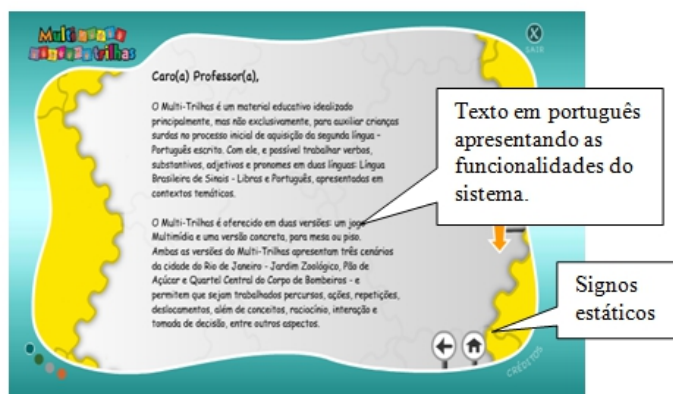 Multi
trilhas
X
SAIR
Caro(a) Professor(a),
O Multi-Trilhas é um material educativo idealizado
principalmente, mas não exclusivamente, para auxiliar crianças
surdas no processo inicial de aquisição da segunda língua -
Português escrito. Com ele, e possível trabalhar verbos,
substantivos, adjetivos e pronomes em duas línguas: Língua
Brasileira de Sinais - Libras e Português, apresentadas em
contextos temáticos.
O Multi-Trilhas é oferecido em duas versões: um jogo
Multimídia e uma versão concreta, para mesa ou piso.
Ambas as versões do Multi-Trilhas apresentam três cenários
da cidade do Rio de Janeiro - Jardim Zoológico, Pão de
Açúcar e Quartel Central do Corpo de Bombeiros - e
permitem que sejam trabalhados percursos, ações, repetições,
deslocamentos, além de conceitos, raciocínio, interação e
tomada de decisão, entre outros aspectos.
Texto em português
apresentando as
funcionalidades do
sistema.
Signos
estáticos
CRÉDITOS